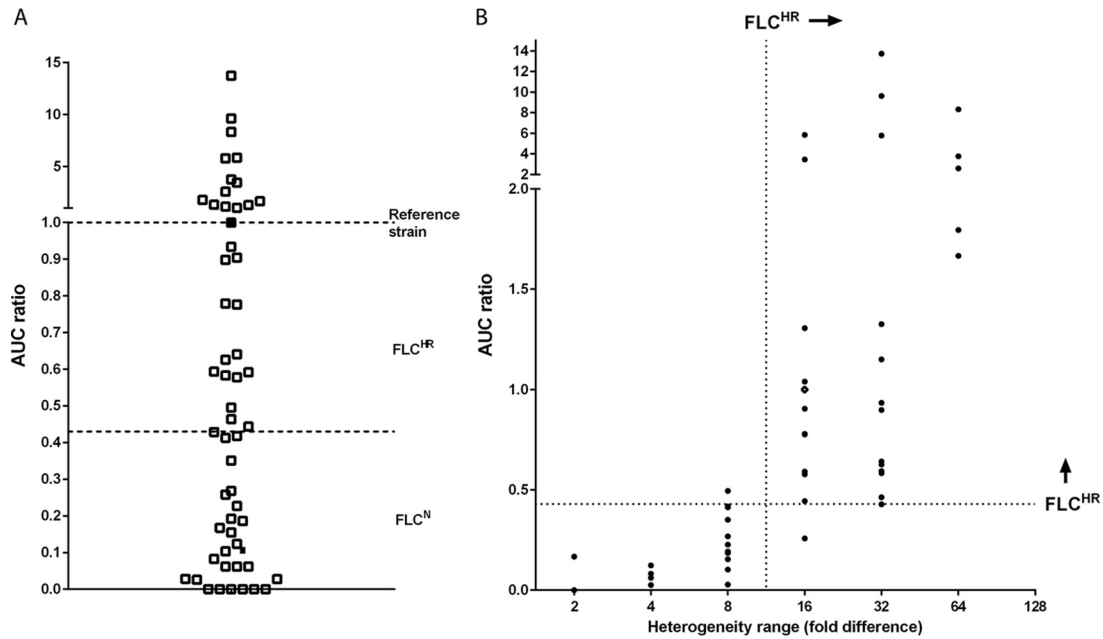 A
15
10
5
1.0
0.9
0.8
0.7
0.6
0.5
0.4
0.3
0.2
0.1
0.0
AUC ratio
Reference
strain
FLC^HR
FLC^N
B
FLC^HR
14
12
10
8
6
4
2
2.0
1.5
1.0
0.5
0.0
AUC ratio
FLC^HR
2 4 8 16 32 64 128
Heterogeneity range (fold difference)